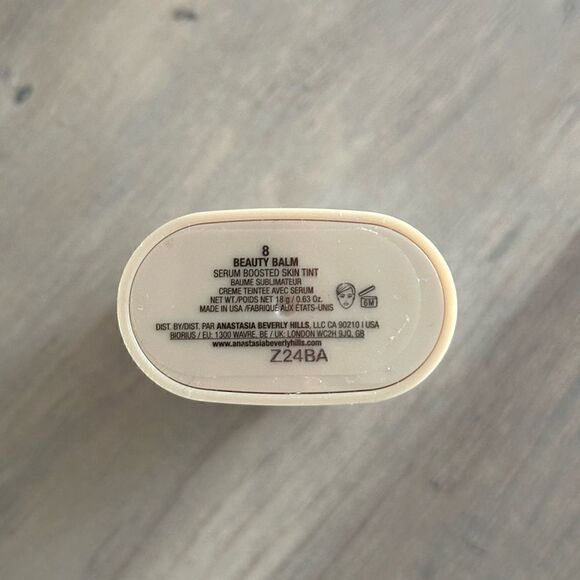 8
BEAUTY BALM
SERUM BOOSTED SKIN TINT
BAUME SUBLIMATEUR
CREME TEINTEE AVEC SERUM
NET WT./POIDS NET 18 g / 0.63 Oz.
MADE IN USA /FABRIQUÉ AUX ÉTATS-UNIS
6M
DIST. BY/DIST. PAR ANASTASIA BEVERLY HILLS, LLC CA 90210 I USA
BIORIUS / EU: 1300 WAVRE, BE / UK: LONDON WC2H 9JQ, GB
www.anastasiabeverlyhills.com
Z24BA